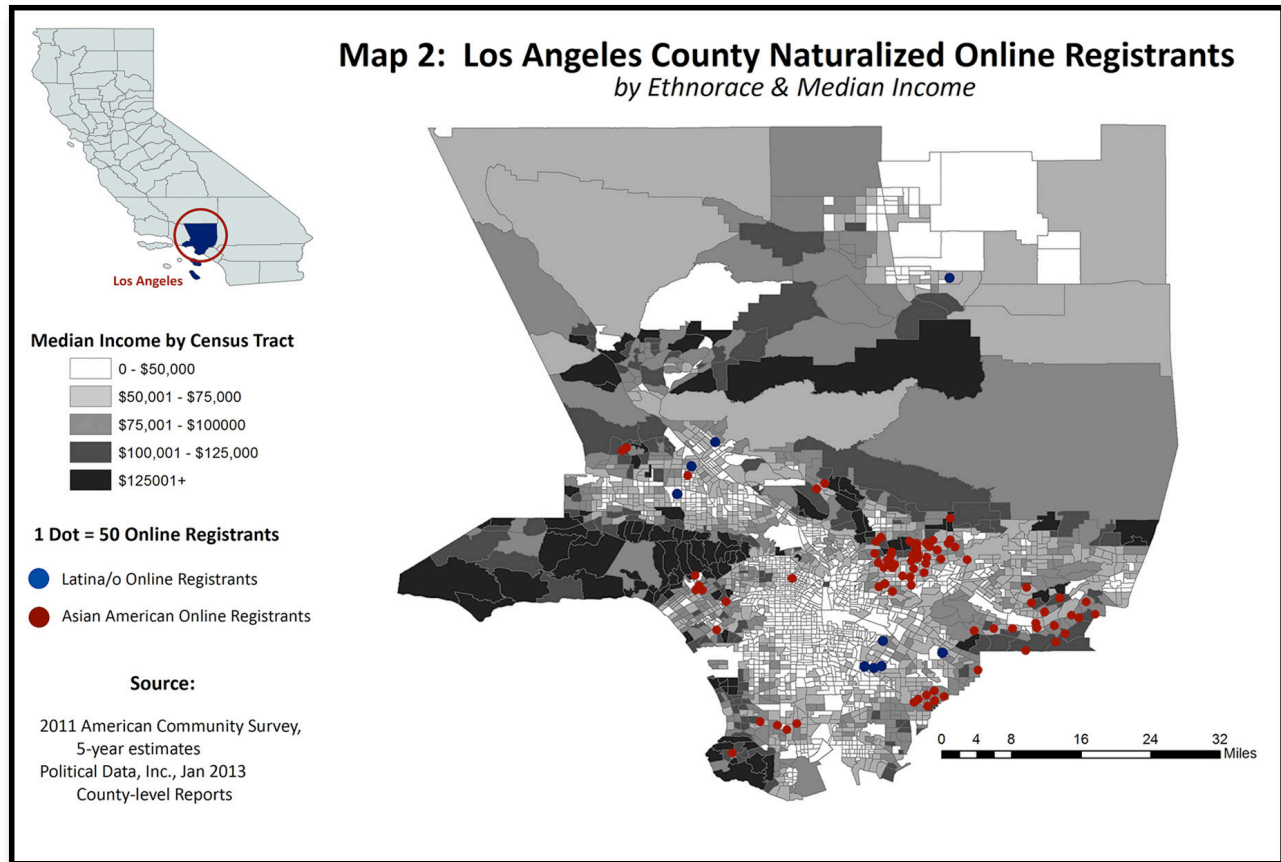 Map 2:  Los Angeles County Naturalized Online Registrants
by Ethnorace & Median Income
Los Angeles
Median Income by Census Tract
0 - $50,000
$50,001 - $75,000
$75,001 - $100000
$100,001 - $125,000
$125001+
1 Dot = 50 Online Registrants
Latina/o Online Registrants
Asian American Online Registrants
Source:
2011 American Community Survey,
5-year estimates
Political Data, Inc., Jan 2013
County-level Reports
0 4 8 16 24 32
Miles